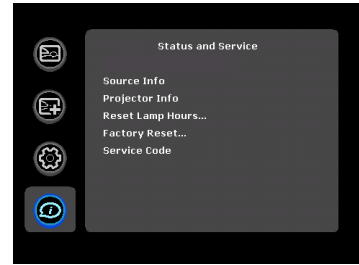 Status and Service
Source Info
Projector Info
Reset Lamp Hours...
Factory Reset...
Service Code